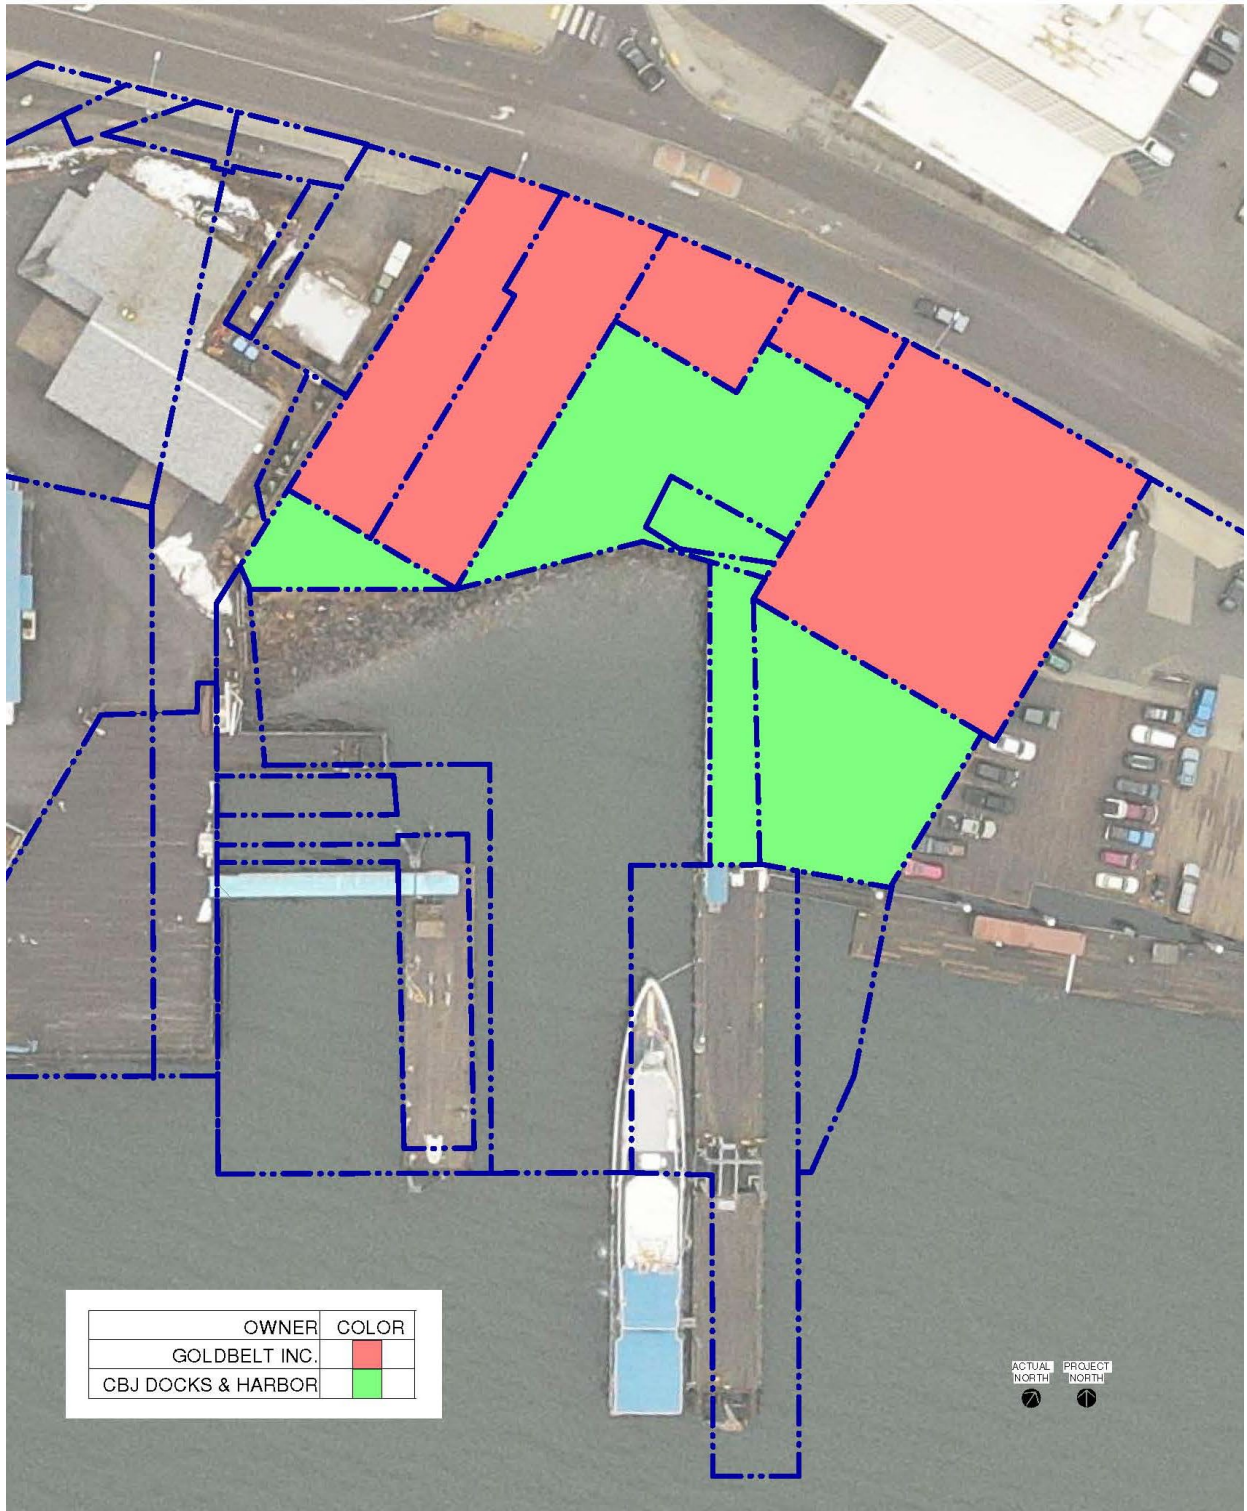 OWNER COLOR
GOLDBELT INC.
CBJ DOCKS & HARBOR
ACTUAL NORTH
PROJECT NORTH